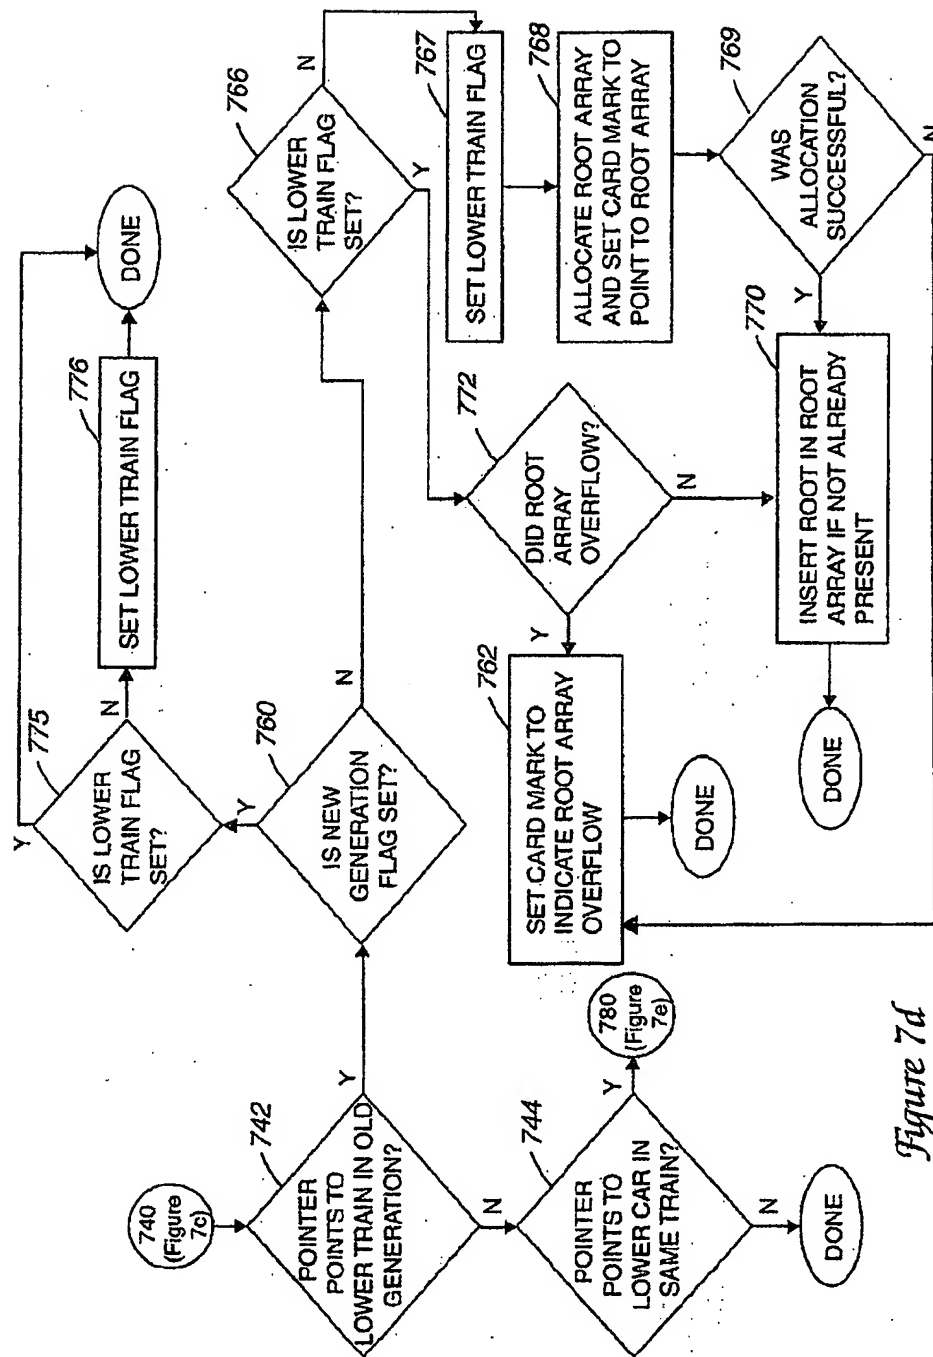 740
(Figure
7c)
742
POINTER
POINTS TO
LOWER TRAIN IN OLD
GENERATION?
Y
N
744
POINTER
POINTS TO
LOWER CAR IN
SAME TRAIN?
Y
780
(Figure
7e)
N
DONE
760
IS NEW
GENERATION
FLAG SET?
Y
N
775
IS LOWER
TRAIN FLAG
SET?
Y
N
776
SET LOWER TRAIN FLAG
DONE
766
IS LOWER
TRAIN FLAG
SET?
N
Y
767
SET LOWER TRAIN FLAG
768
ALLOCATE ROOT ARRAY
AND SET CARD MARK TO
POINT TO ROOT ARRAY
769
WAS
ALLOCATION
SUCCESSFUL?
Y
N
772
DID ROOT
ARRAY
OVERFLOW?
Y
N
762
SET CARD MARK TO
INDICATE ROOT ARRAY
OVERFLOW
DONE
770
INSERT ROOT IN ROOT
ARRAY IF NOT ALREADY
PRESENT
DONE
Figure 7d